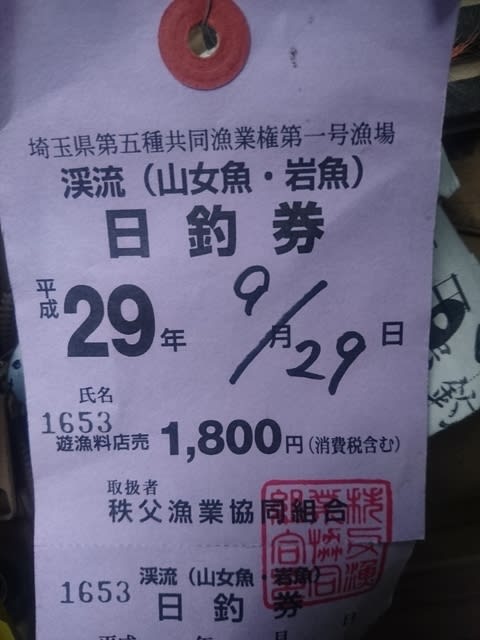 埼玉県第五種共同漁業権第一号漁場
渓流（山女魚・岩魚）
日釣券
平成29年 9月/29日
氏名
1653
遊漁料店売 1,800円（消費税含む）
取扱者
秩父漁業協同組合
1653 渓流（山女魚・岩魚）
日釣券